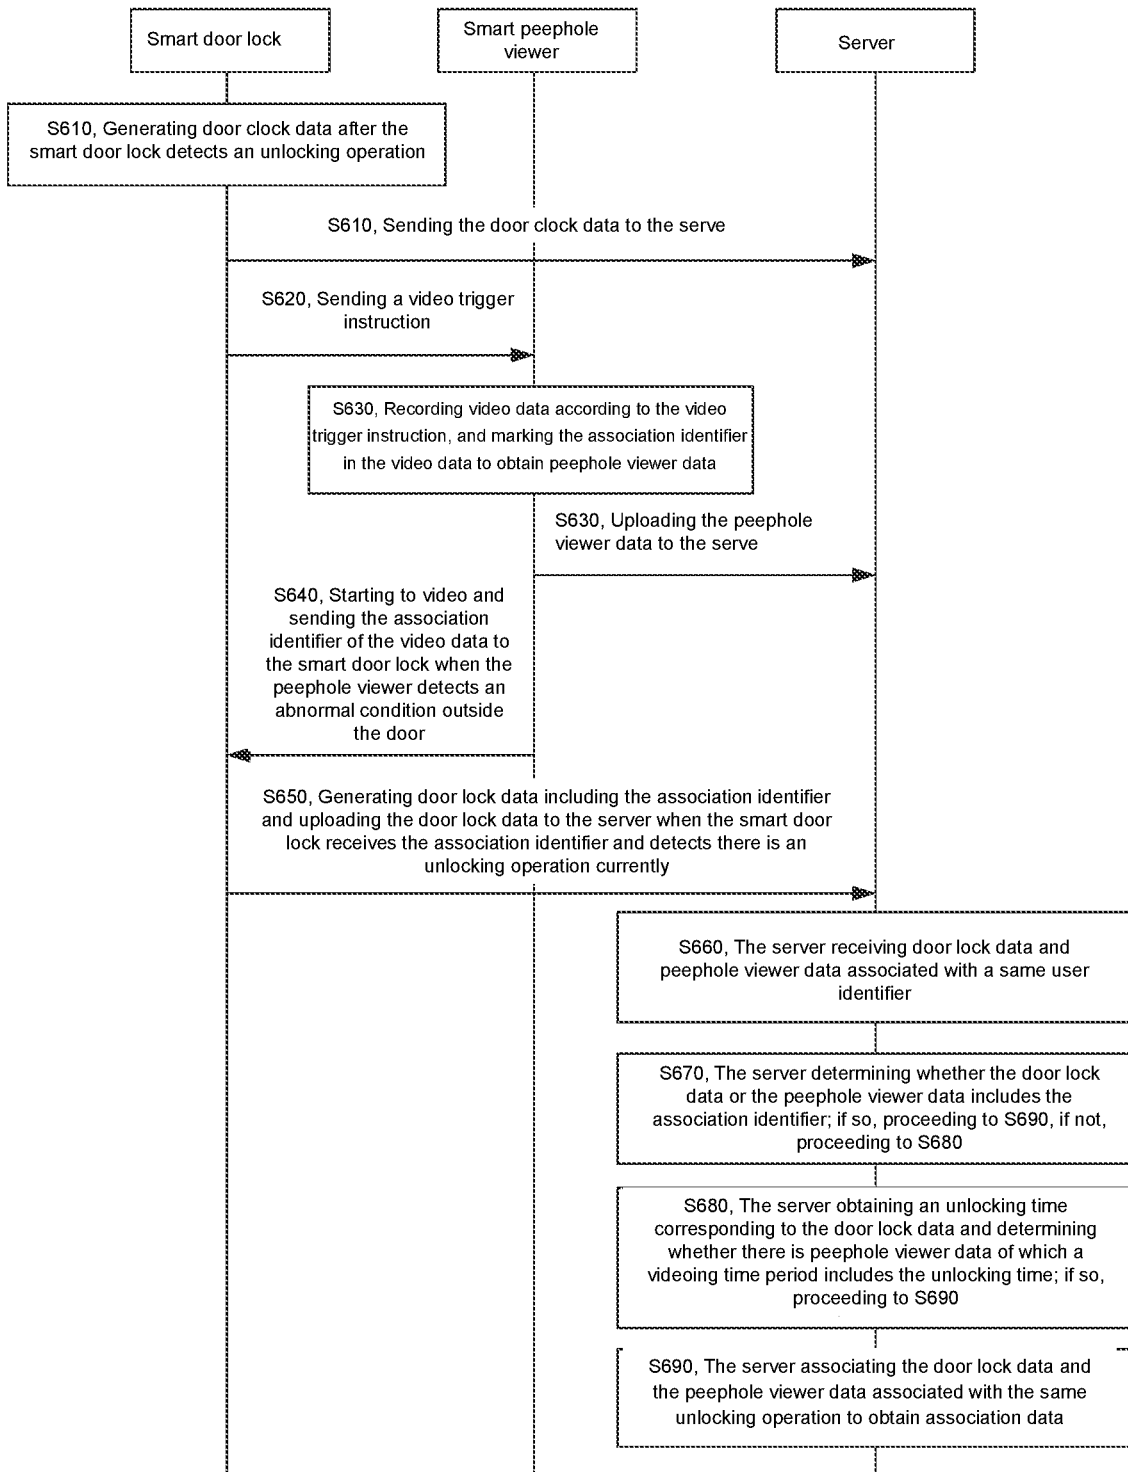 Smart door lock
Smart peephole
viewer
Server
S610, Generating door clock data after the
smart door lock detects an unlocking operation
S610, Sending the door clock data to the serve
S620, Sending a video trigger
instruction
S630, Recording video data according to the video
trigger instruction, and marking the association identifier
in the video data to obtain peephole viewer data
S630, Uploading the peephole
viewer data to the serve
S640, Starting to video and
sending the association
identifier of the video data to
the smart door lock when the
peephole viewer detects an
abnormal condition outside
the door
S650, Generating door lock data including the association identifier
and uploading the door lock data to the server when the smart door
lock receives the association identifier and detects there is an
unlocking operation currently
S660, The server receiving door lock data and
peephole viewer data associated with a same user
identifier
S670, The server determining whether the door lock
data or the peephole viewer data includes the
association identifier; if so, proceeding to S690, if not,
proceeding to S680
S680, The server obtaining an unlocking time
corresponding to the door lock data and determining
whether there is peephole viewer data of which a
videoing time period includes the unlocking time; if so,
proceeding to S690
S690, The server associating the door lock data and
the peephole viewer data associated with the same
unlocking operation to obtain association data